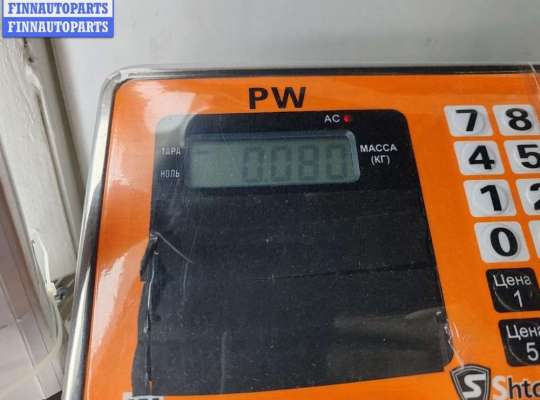 FINNAUTOPARTS
FINNAUTOPARTS
PW
AC
ТАРА
0080
МАССА
(КГ)
НОЛЬ
7 8
4 5
1 2
0
Цена
1
Цена
5
S Shto